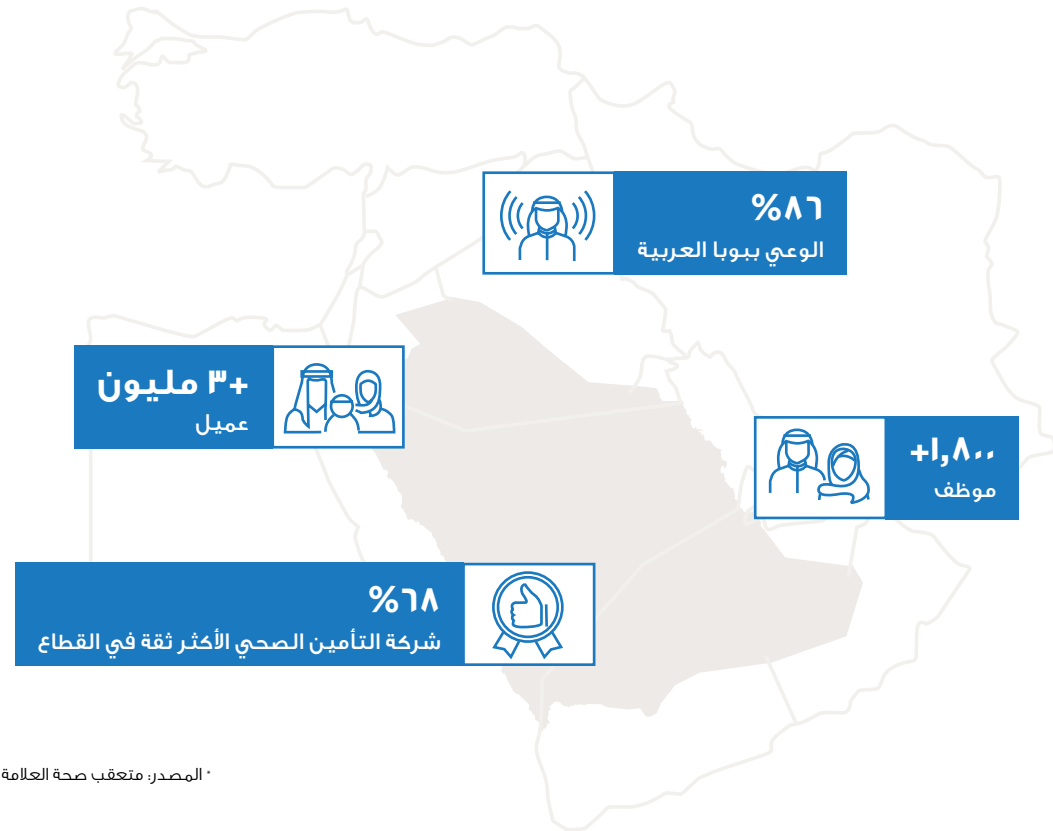 %٨٦
الوعي ببوبا العربية
+٣ مليون
عميل
+١,٨٠٠
موظف
%٦٨
شركة التأمين الصحي الأكثر ثقة في القطاع
* المصدر: متعقب صحة العلامة